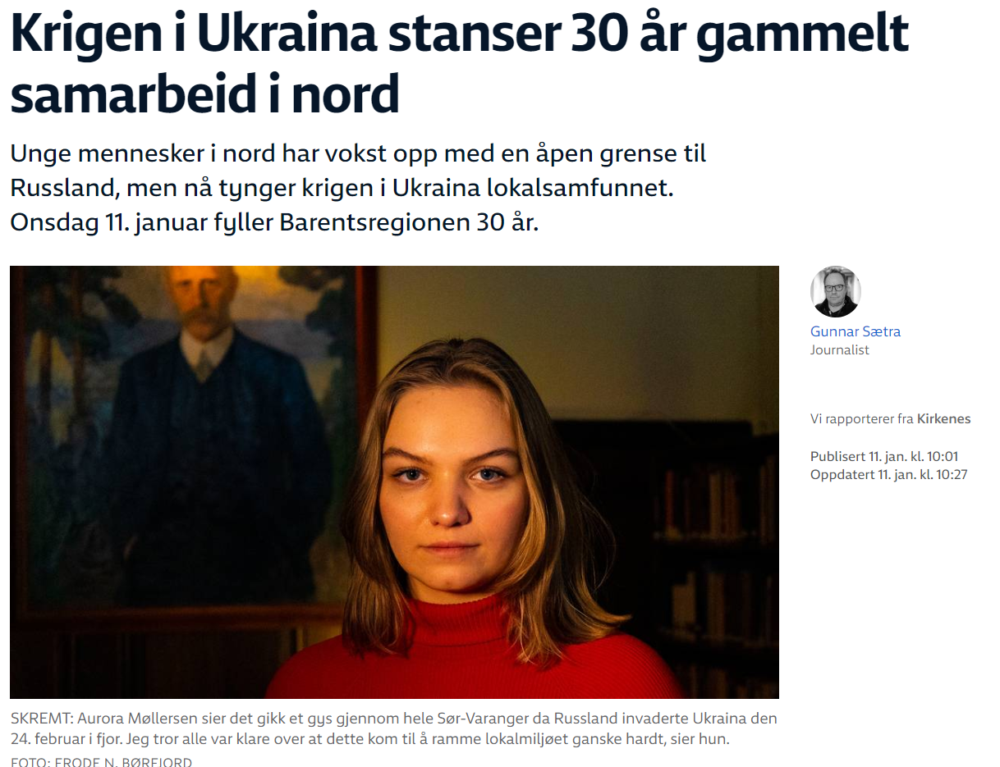 Krigen i Ukraina stanser 30 år gammelt
samarbeid i nord
Unge mennesker i nord har vokst opp med en åpen grense til
Russland, men nå tynger krigen i Ukraina lokalsamfunnet.
Onsdag 11. januar fyller Barentsregionen 30 år.
Gunnar Sætra
Journalist
Vi rapporterer fra Kirkenes
Publisert 11. jan. kl. 10:01
Oppdatert 11. jan. kl. 10:27
SKREMT: Aurora Møllersen sier det gikk et gys gjennom hele Sør-Varanger da Russland invaderte Ukraina den
24. februar i fjor. Jeg tror alle var klare over at dette kom til å ramme lokalmiljøet ganske hardt, sier hun.
FOTO: FRODE N. BØRFJORD